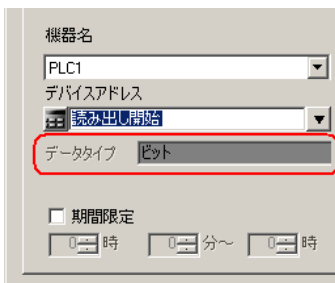 機器名
PLC1
デバイスアドレス
読み出し開始
データタイプ ビット
期間限定
0時 0分～ 0時